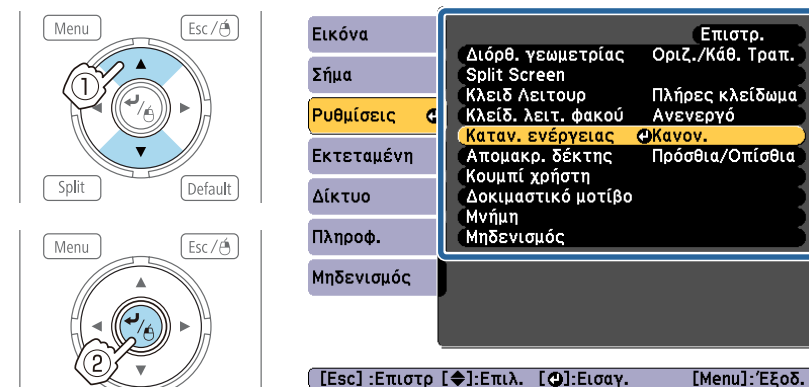 Menu
Esc/
1
Split
Default
Menu
Esc/
2
Εικόνα
Σήμα
Ρυθμίσεις
Εκτεταμένη
Δίκτυο
Πληροφ.
Μηδενισμός
Επιστρ.
Διόρθ. γεωμετρίας Οριζ./Κάθ. Τραπ.
Split Screen
Κλειδ Λειτουρ Πλήρες κλείδωμα
Κλείδ. λειτ. φακού Ανενεργό
Καταν. ενέργειας Κανον.
Απομακρ. δέκτης Πρόσθια/Οπίσθια
Κουμπί χρήστη
Δοκιμαστικό μοτίβο
Μνήμη
Μηδενισμός
[Esc] :Επιστρ [◆]:Επιλ. [⏎]:Εισαγ. [Menu]:Έξοδ.